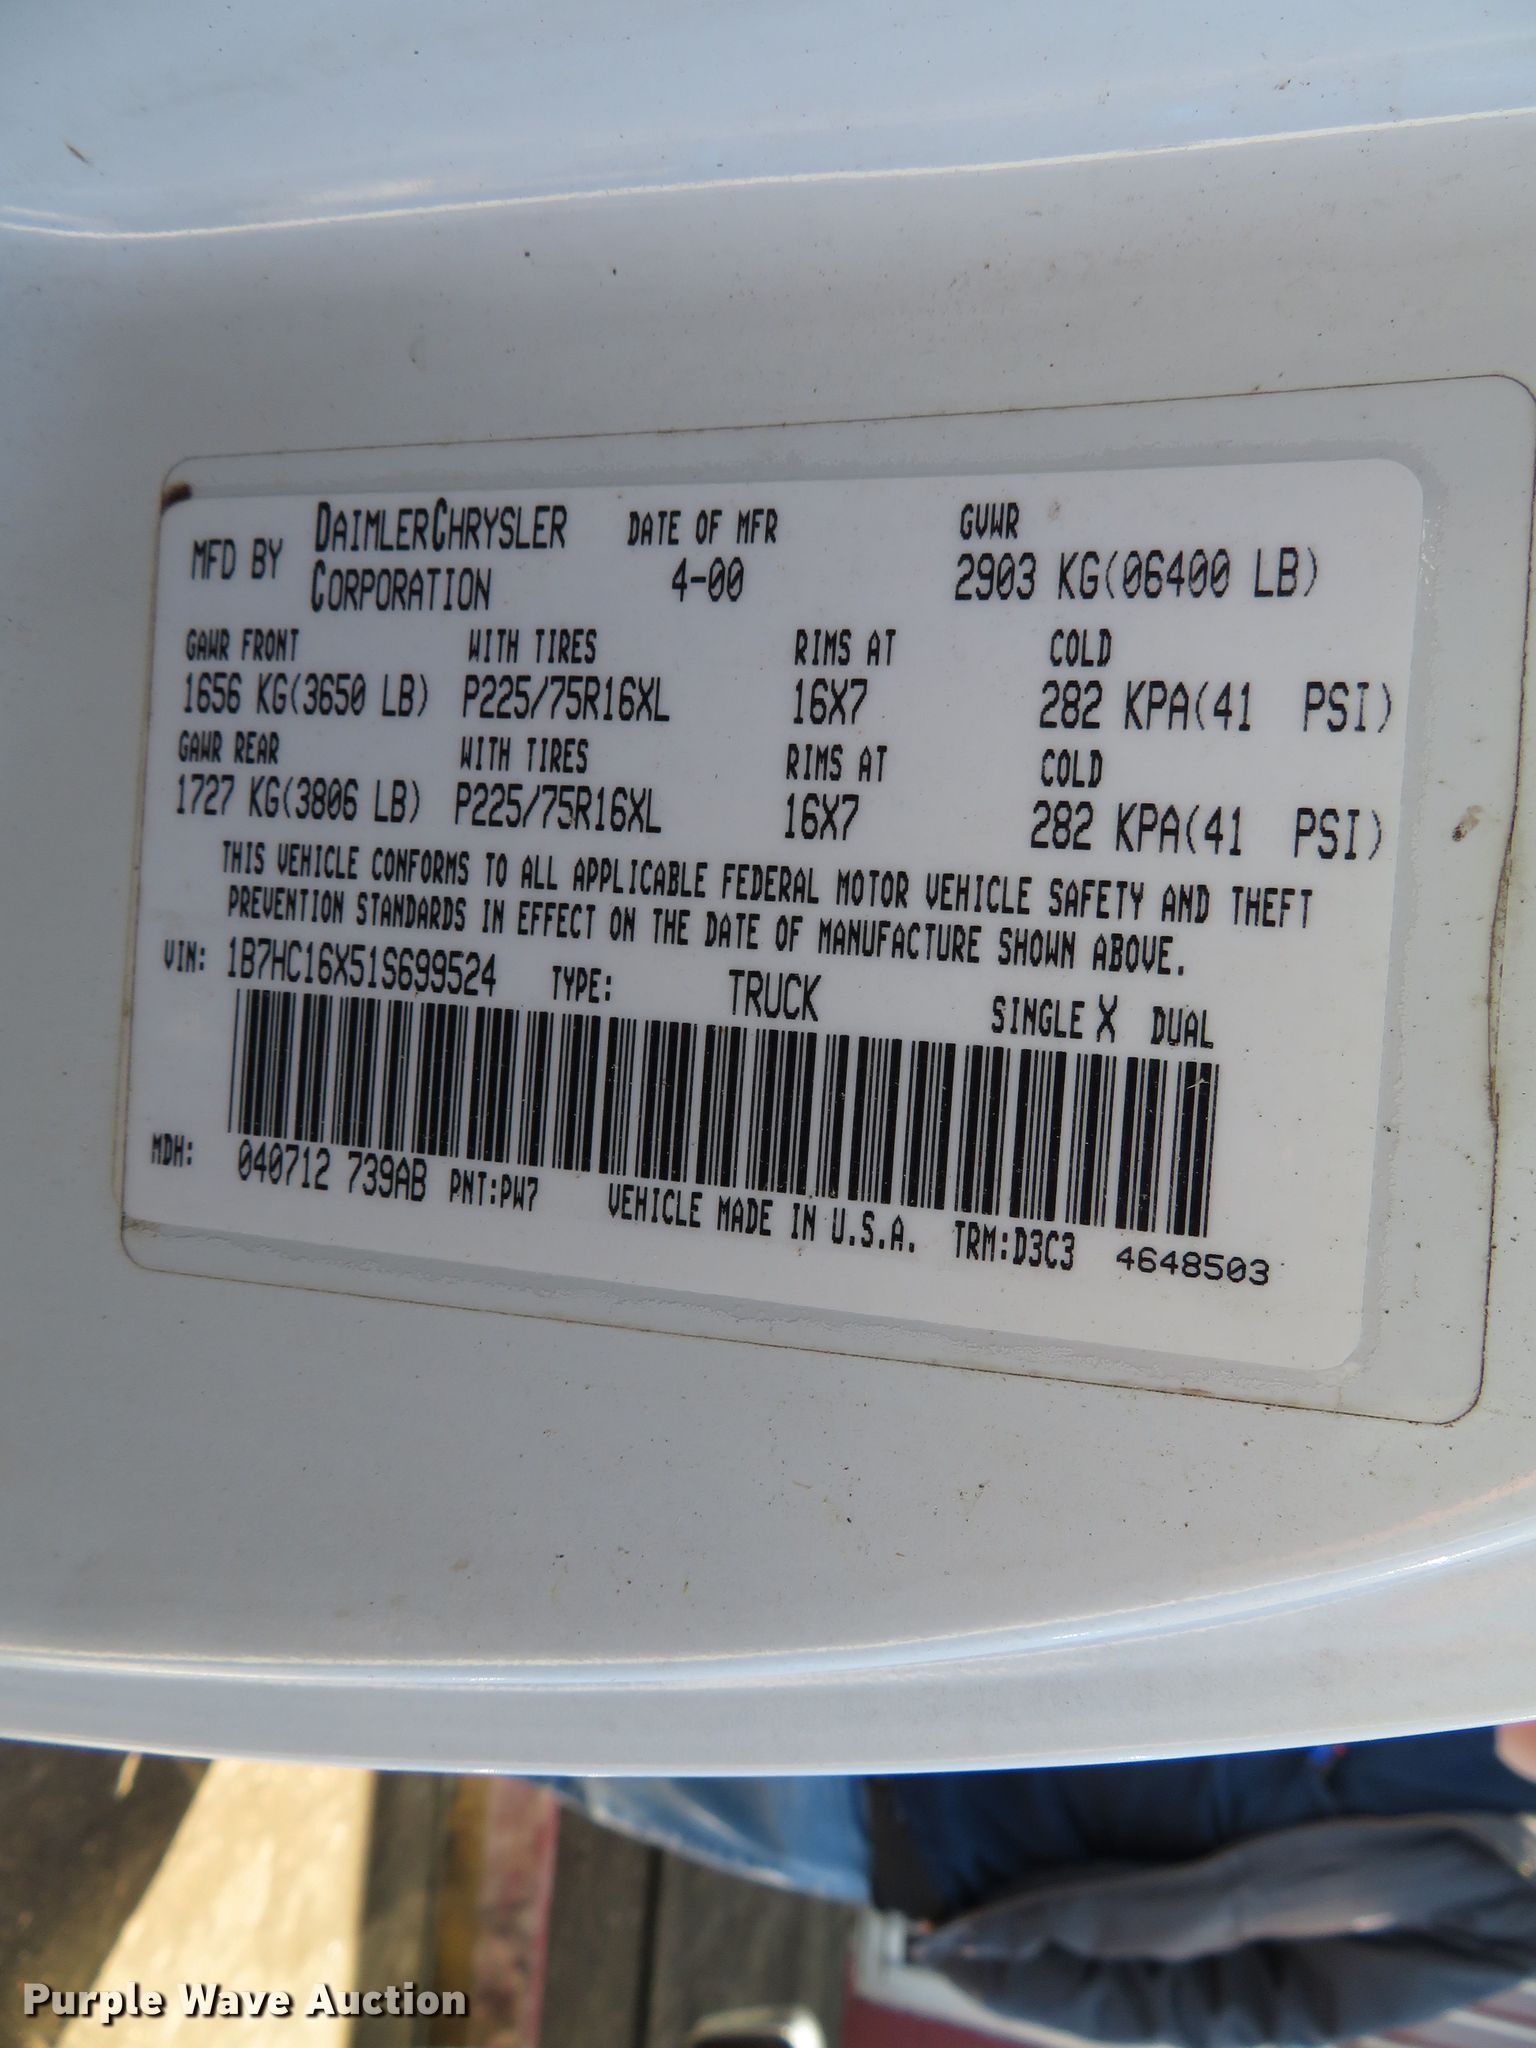 MFD BY DAIMLERCHRYSLER CORPORATION DATE OF MFR 4-00 GVWR 2903 KG(06400 LB)
GAWR FRONT WITH TIRES RIMS AT COLD
1656 KG(3650 LB) P225/75R16XL 16X7 282 KPA(41 PSI)
GAWR REAR WITH TIRES RIMS AT COLD
1727 KG(3806 LB) P225/75R16XL 16X7 282 KPA(41 PSI)
THIS VEHICLE CONFORMS TO ALL APPLICABLE FEDERAL MOTOR VEHICLE SAFETY AND THEFT
PREVENTION STANDARDS IN EFFECT ON THE DATE OF MANUFACTURE SHOWN ABOVE.
VIN: 1B7HC16X51S699524 TYPE: TRUCK SINGLE X DUAL
MDH: 040712 739AB PNT:PW7 VEHICLE MADE IN U.S.A. TRM:D3C3 4648503
Purple Wave Auction